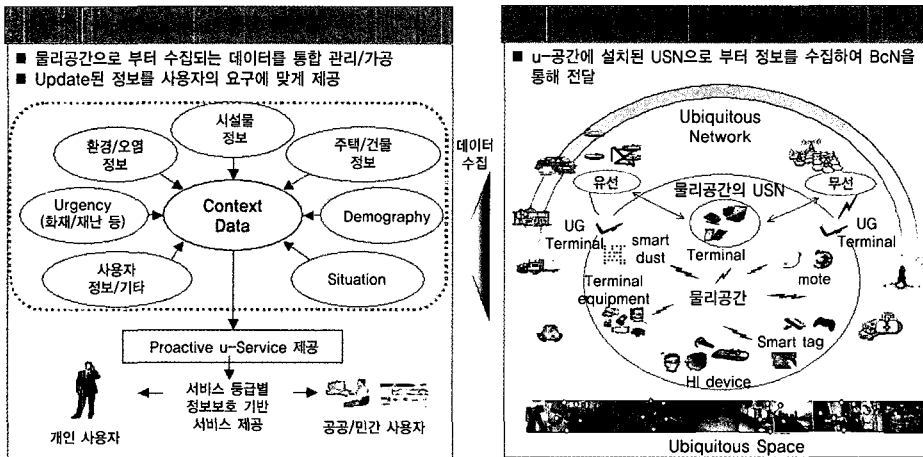 ■ 물리공간으로 부터 수집되는 데이터를 통합 관리/가공
■ Update된 정보를 사용자의 요구에 맞게 제공
시설물
정보
환경/오염
정보
주택/건물
정보
Urgency
(화재/재난 등)
Context
Data
Demography
사용자
정보/기타
Situation
Proactive u-Service 제공
개인 사용자
서비스 등급별
정보보호 기반
서비스 제공
공공/민간 사용자
데이터
수집
■ u-공간에 설치된 USN으로 부터 정보를 수집하여 BcN을
통해 전달
Ubiquitous
Network
유선
물리공간의 USN
무선
UG
Terminal
smart
dust
Terminal
UG
Terminal
mote
Terminal
equipment
물리공간
Smart tag
HI device
Ubiquitous Space